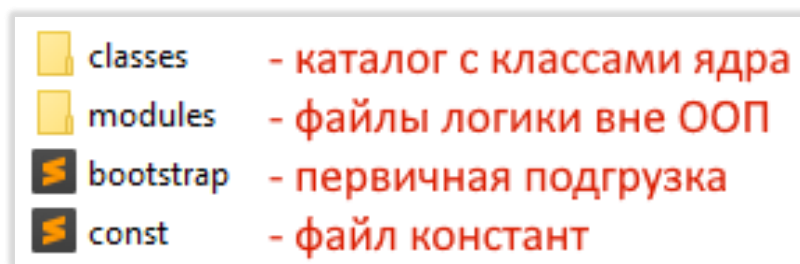 classes - каталог с классами ядра
modules - файлы логики вне ООП
bootstrap - первичная подгрузка
const - файл констант